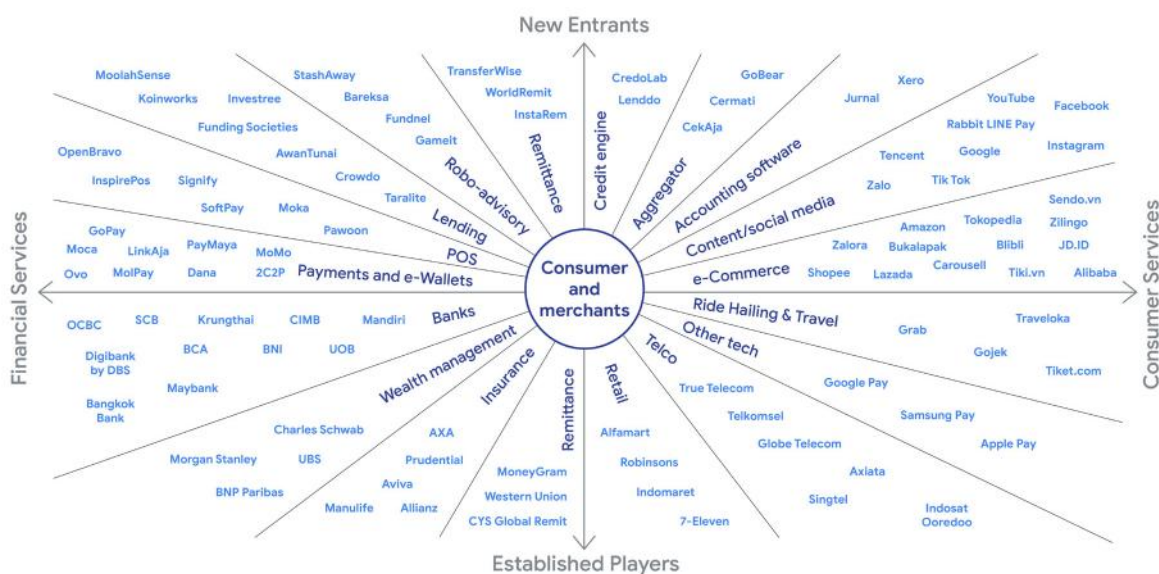 New Entrants
MoolahSense
Koinworks
Investree
Funding Societies
AwanTunai
Crowdo
Taralite
Lending
StashAway
Bareksa
Fundnel
Gameit
Robo-advisory
TransferWise
WorldRemit
InstaRem
Remittance
CredoLab
Lenddo
Credit engine
GoBear
Cermati
CekAja
Aggregator
Xero
Jurnal
Accounting software
YouTube
Facebook
Rabbit LINE Pay
Instagram
Tencent
Google
Zalo
Tik Tok
Content/social media
Sendo.vn
Tokopedia
Zilingo
Amazon
Zalora
Bukalapak
Blibli
JD.ID
Shopee
Lazada
Carousell
Tiki.vn
Alibaba
e-Commerce
OpenBravo
InspirePos
Signify
SoftPay
Moka
Pawoon
POS
GoPay
Moca
LinkAja
PayMaya
MoMo
Ovo
MolPay
Dana
2C2P
Payments and e-Wallets
Consumer
and
merchants
Financial Services
Consumer Services
Banks
OCBC
SCB
Krungthai
CIMB
Mandiri
Digibank
by DBS
BCA
BNI
UOB
Maybank
Bangkok
Bank
Wealth management
Charles Schwab
Morgan Stanley
UBS
BNP Paribas
Insurance
AXA
Prudential
Aviva
Manulife
Allianz
Remittance
MoneyGram
Western Union
CYS Global Remit
Retail
Alfamart
Robinsons
Indomaret
7-Eleven
Telco
True Telecom
Telkomsel
Globe Telecom
Axiata
Singtel
Indosat
Ooredoo
Other tech
Google Pay
Samsung Pay
Apple Pay
Ride Hailing & Travel
Grab
Traveloka
Gojek
Tiket.com
Established Players